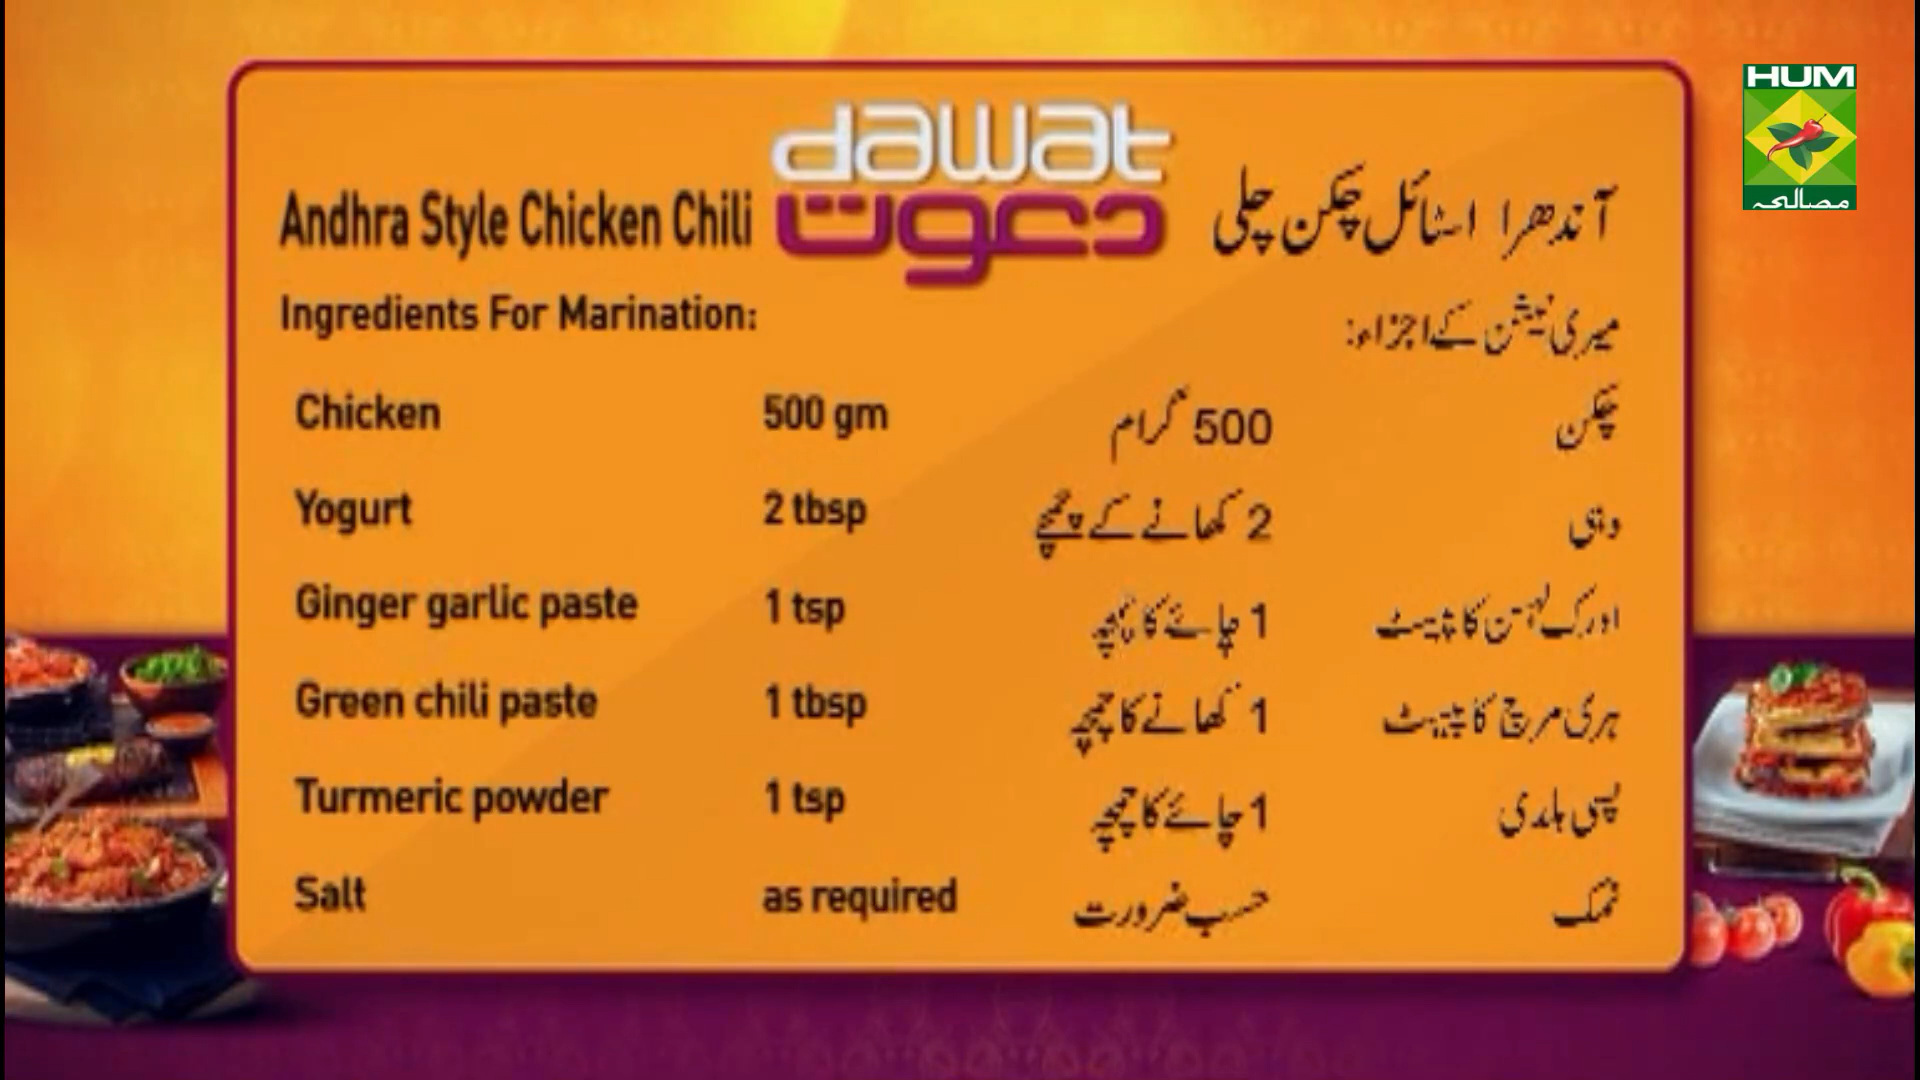 dawat
دعوت
HUM
مصالحہ
Andhra Style Chicken Chili آندھرا اسٹائل چکن چلی
Ingredients For Marination: میری نیشن کے اجزاء:
Chicken 500 gm 500 گرام چکن
Yogurt 2 tbsp 2 کھانے کے چمچے دہی
Ginger garlic paste 1 tsp 1 چائے کا چمچہ ادرک لہسن کا پیسٹ
Green chili paste 1 tbsp 1 کھانے کا چمچہ ہری مرچ کا پیسٹ
Turmeric powder 1 tsp 1 چائے کا چمچہ پسی ہلدی
Salt as required حسب ضرورت نمک